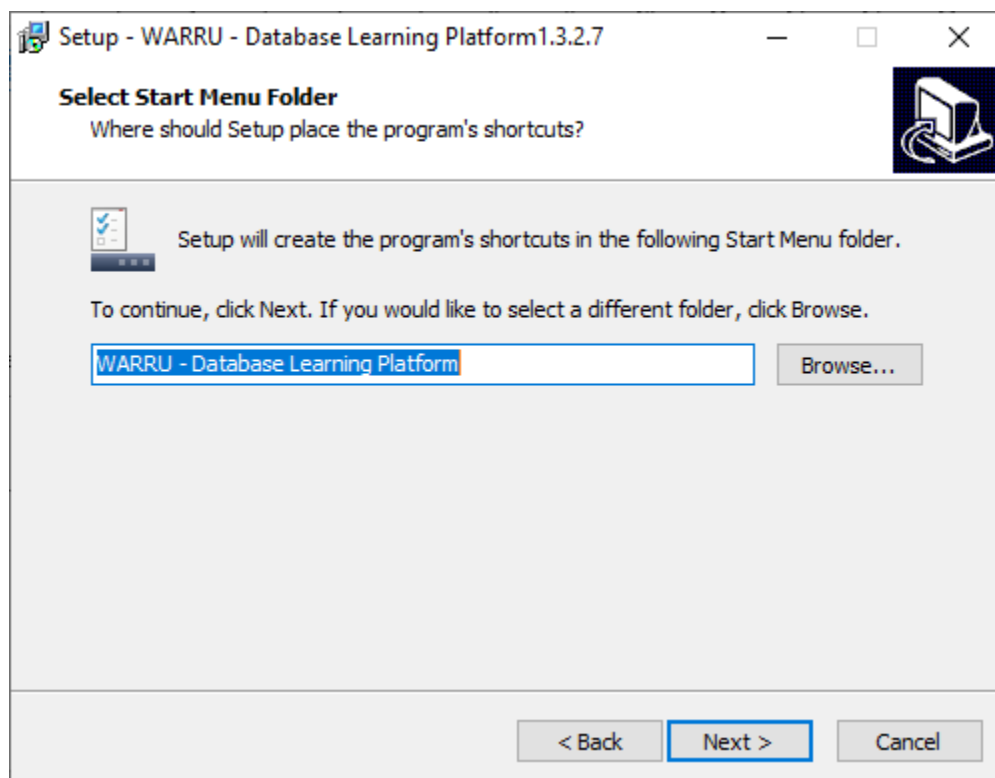 Setup - WARRU - Database Learning Platform1.3.2.7
Select Start Menu Folder
Where should Setup place the program's shortcuts?
Setup will create the program's shortcuts in the following Start Menu folder.
To continue, click Next. If you would like to select a different folder, click Browse.
WARRU - Database Learning Platform
Browse...
< Back
Next >
Cancel